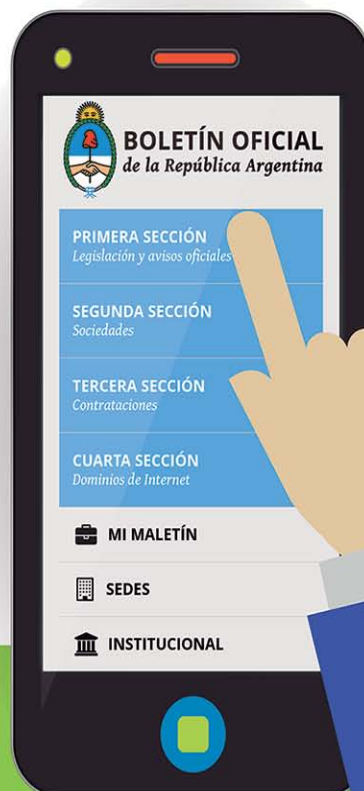 BOLETÍN OFICIAL
de la República Argentina
PRIMERA SECCIÓN
Legislación y avisos oficiales
SEGUNDA SECCIÓN
Sociedades
TERCERA SECCIÓN
Contrataciones
CUARTA SECCIÓN
Dominios de Internet
MI MALETÍN
SEDES
INSTITUCIONAL